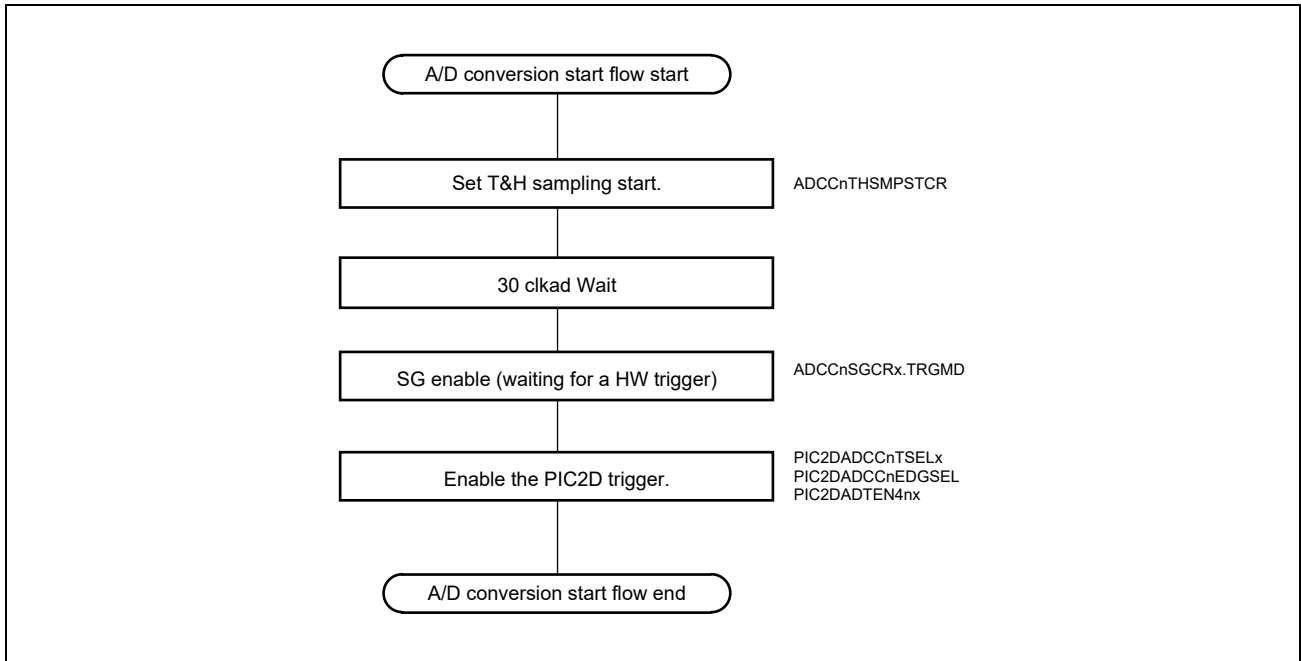 A/D conversion start flow start
Set T&H sampling start.
ADCCnTHSMPSTCR
30 clkad Wait
SG enable (waiting for a HW trigger)
ADCCnSGCRx.TRGMD
Enable the PIC2D trigger.
PIC2DADCCnTSELx
PIC2DADCCnEDGSEL
PIC2DADTEN4nx
A/D conversion start flow end